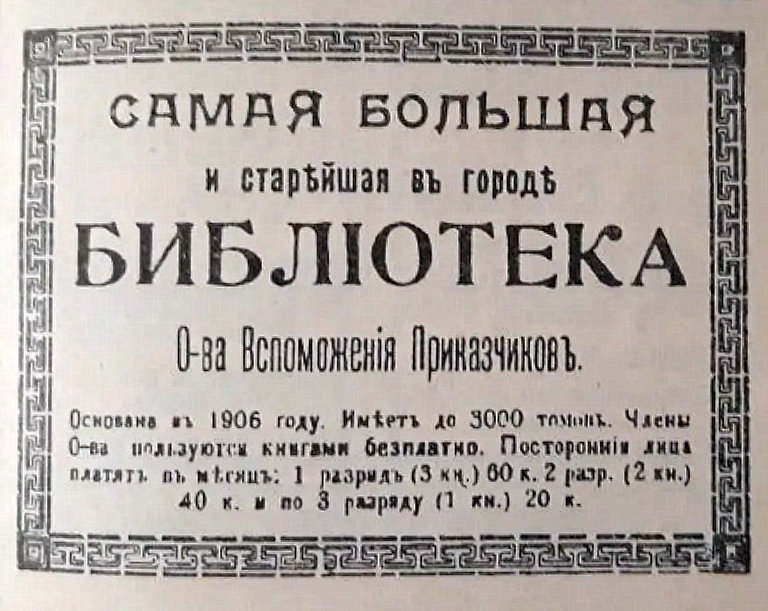 САМАЯ БОЛЬШАЯ
и старѣйшая въ городѣ
БИБЛІОТЕКА
О-ва Вспоможенія Приказчиковъ.
Основана въ 1906 году. Имѣетъ до 3000 томовъ. Члены
О-ва пользуются книгами безплатно. Посторонніи лица
платятъ въ мѣсяцъ: 1 разрядъ (3 кн.) 60 к. 2 разр. (2 кн.)
40 к. и по 3 разряду (1 кн.) 20 к.